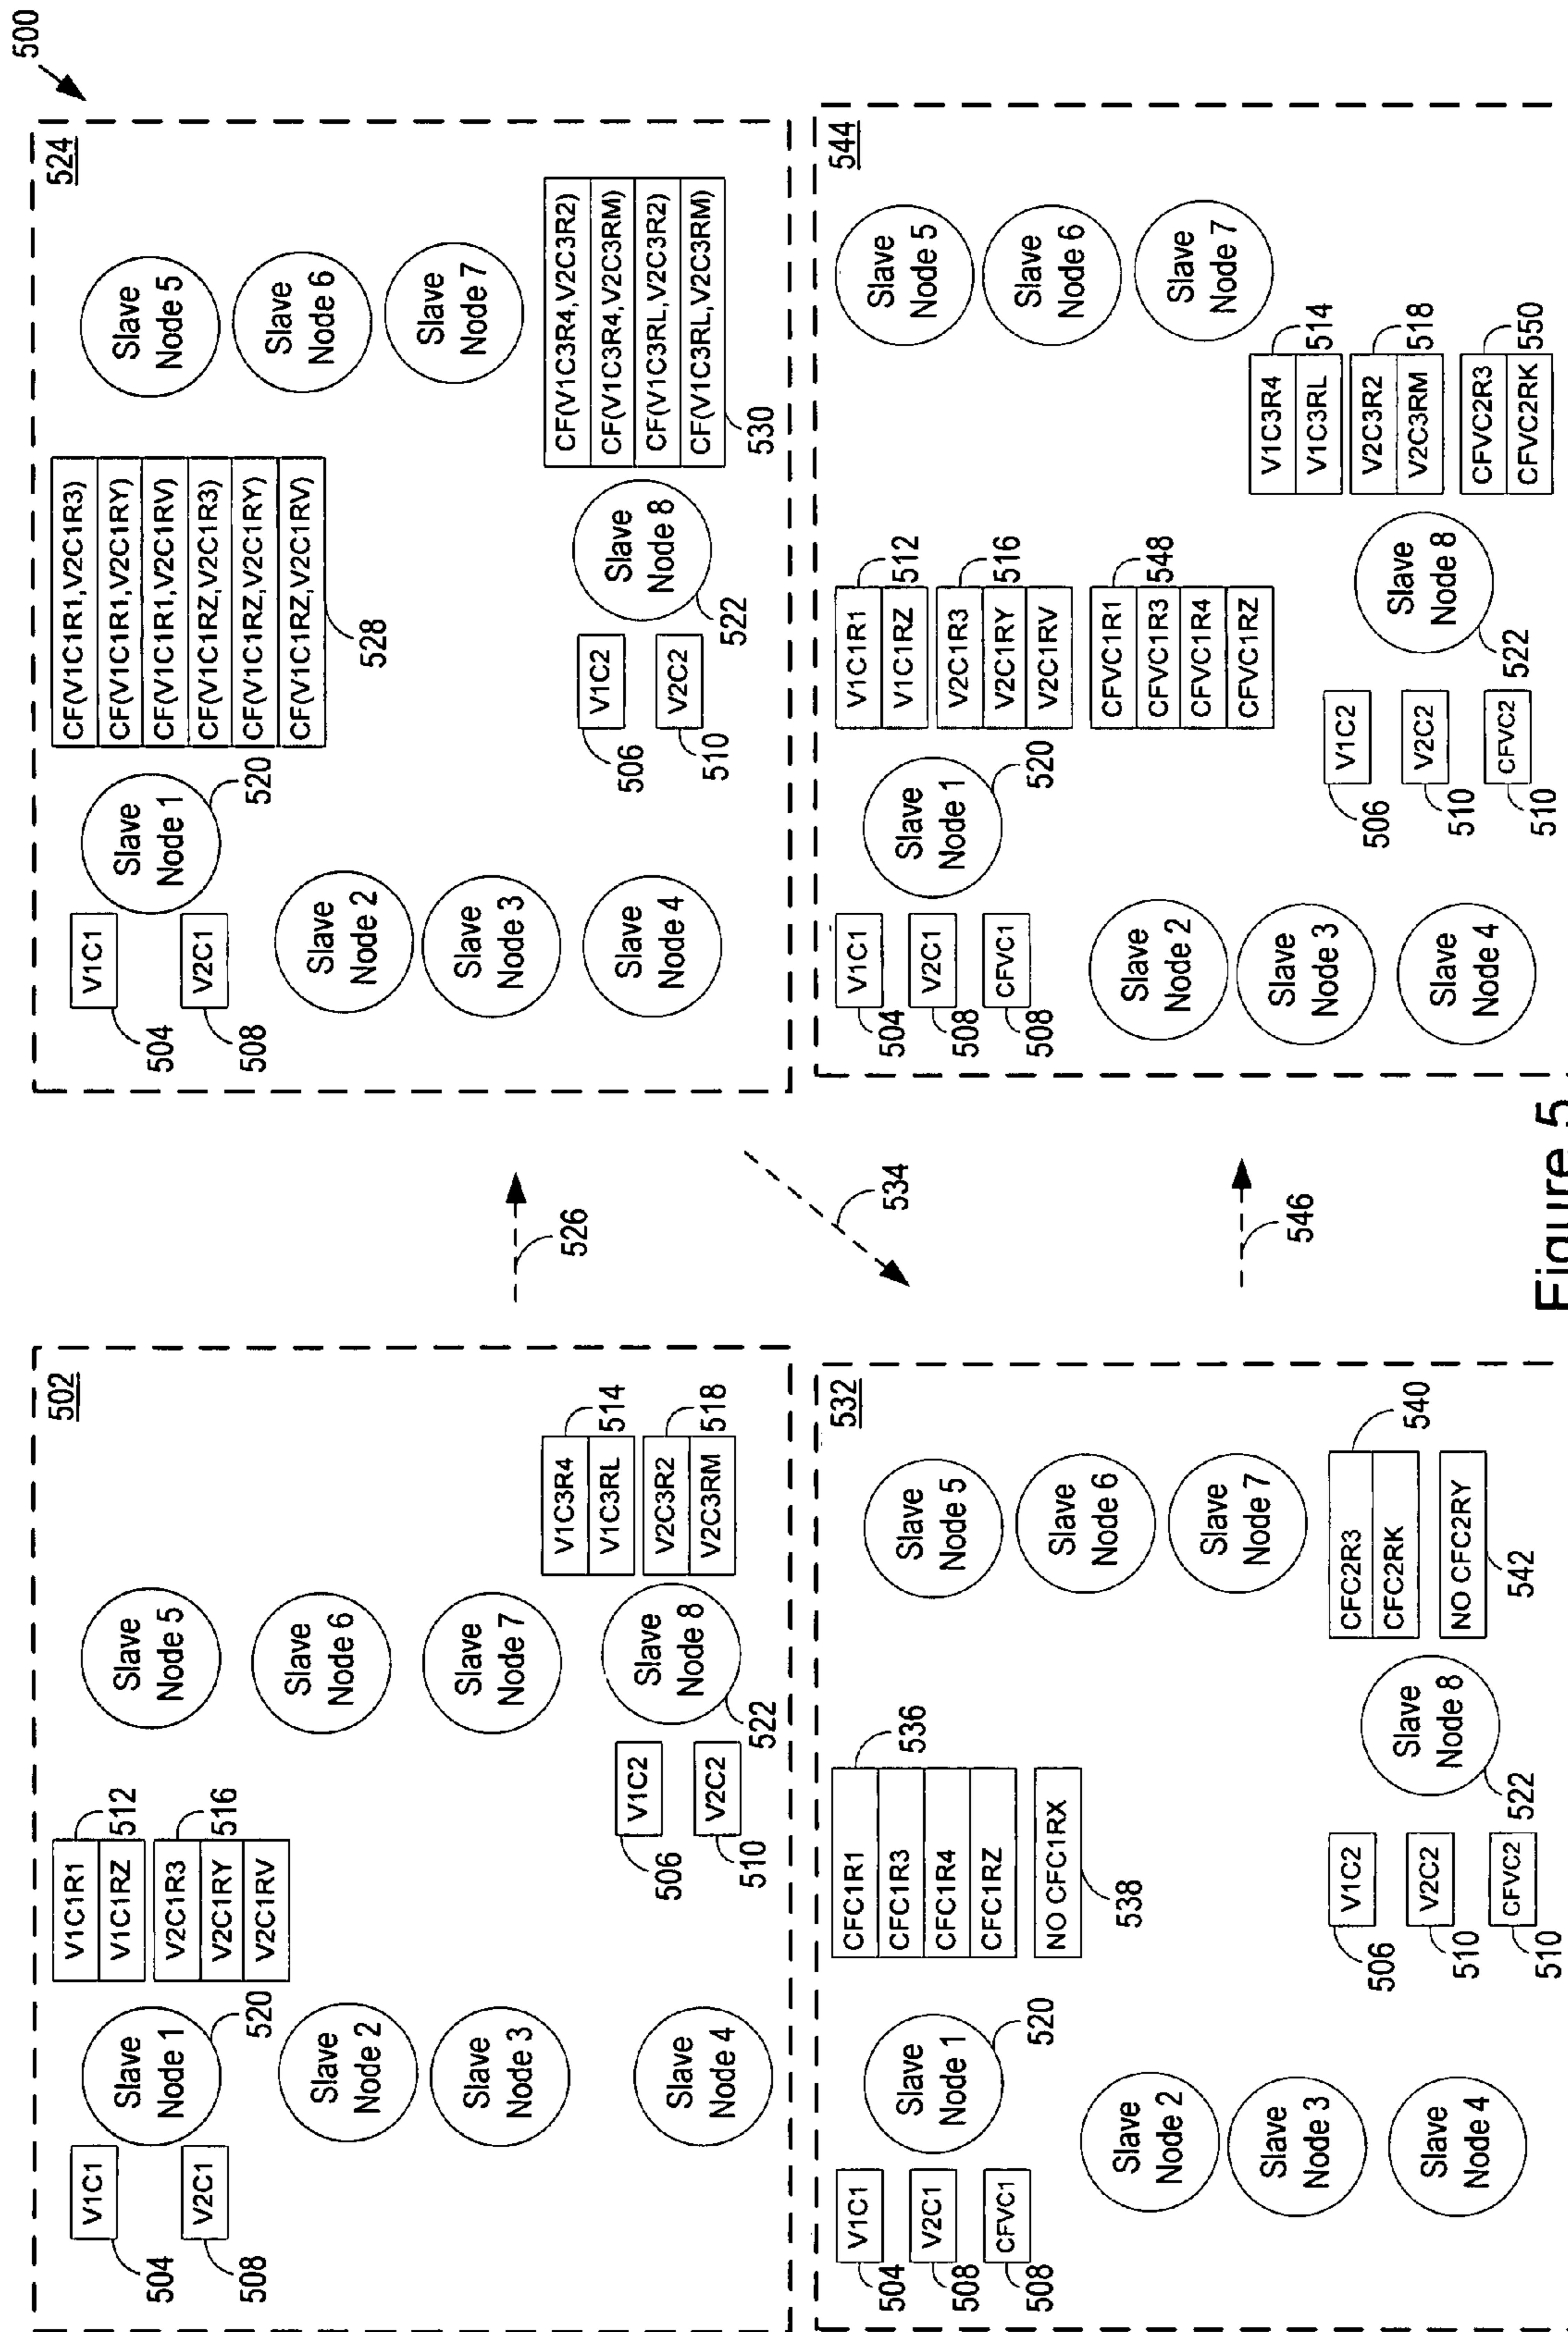 500
502
V1C1
504
V2C1
508
Slave
Node 1
520
V1C1R1
V1C1RZ
512
V2C1R3
V2C1RY
V2C1RV
516
Slave
Node 2
Slave
Node 3
Slave
Node 4
Slave
Node 5
Slave
Node 6
Slave
Node 7
V1C2
506
V2C2
510
Slave
Node 8
522
V1C3R4
V1C3RL
514
V2C3R2
V2C3RM
518
526
524
V1C1
504
V2C1
508
Slave
Node 1
520
CF(V1C1R1,V2C1R3)
CF(V1C1R1,V2C1RY)
CF(V1C1R1,V2C1RV)
CF(V1C1RZ,V2C1R3)
CF(V1C1RZ,V2C1RY)
CF(V1C1RZ,V2C1RV)
528
Slave
Node 2
Slave
Node 3
Slave
Node 4
Slave
Node 5
Slave
Node 6
Slave
Node 7
V1C2
506
V2C2
510
Slave
Node 8
522
CF(V1C3R4,V2C3R2)
CF(V1C3R4,V2C3RM)
CF(V1C3RL,V2C3R2)
CF(V1C3RL,V2C3RM)
530
534
532
V1C1
504
V2C1
508
CFVC1
508
Slave
Node 1
520
CFC1R1
CFC1R3
CFC1R4
CFC1RZ
536
NO CFC1RX
538
Slave
Node 2
Slave
Node 3
Slave
Node 4
Slave
Node 5
Slave
Node 6
Slave
Node 7
V1C2
506
V2C2
510
CFVC2
510
Slave
Node 8
522
CFC2R3
CFC2RK
540
NO CFC2RY
542
546
544
V1C1
504
V2C1
508
CFVC1
508
Slave
Node 1
520
V1C1R1
V1C1RZ
512
V2C1R3
V2C1RY
V2C1RV
516
CFVC1R1
CFVC1R3
CFVC1R4
CFVC1RZ
548
Slave
Node 2
Slave
Node 3
Slave
Node 4
Slave
Node 5
Slave
Node 6
Slave
Node 7
V1C2
506
V2C2
510
CFVC2
510
Slave
Node 8
522
V1C3R4
V1C3RL
514
V2C3R2
V2C3RM
518
CFVC2R3
CFVC2RK
550
Figure 5